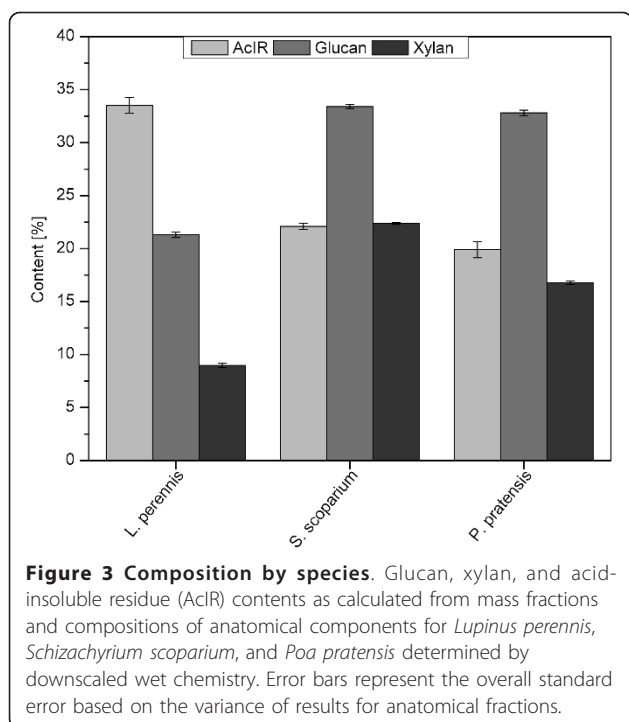 40
35
30
25
20
15
10
5
0
Content [%]
AcIR Glucan Xylan
L. perennis
S. scoparium
P. pratensis
Figure 3 Composition by species. Glucan, xylan, and acid-
insoluble residue (AcIR) contents as calculated from mass fractions
and compositions of anatomical components for Lupinus perennis,
Schizachyrium scoparium, and Poa pratensis determined by
downscaled wet chemistry. Error bars represent the overall standard
error based on the variance of results for anatomical fractions.